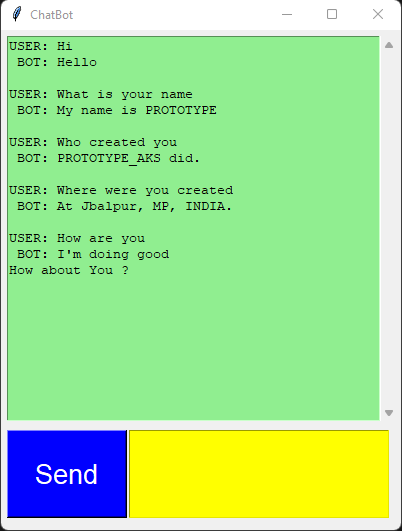 ChatBot
USER: Hi
BOT: Hello
USER: What is your name
BOT: My name is PROTOTYPE
USER: Who created you
BOT: PROTOTYPE_AKS did.
USER: Where were you created
BOT: At Jbalpur, MP, INDIA.
USER: How are you
BOT: I'm doing good
How about You ?
Send